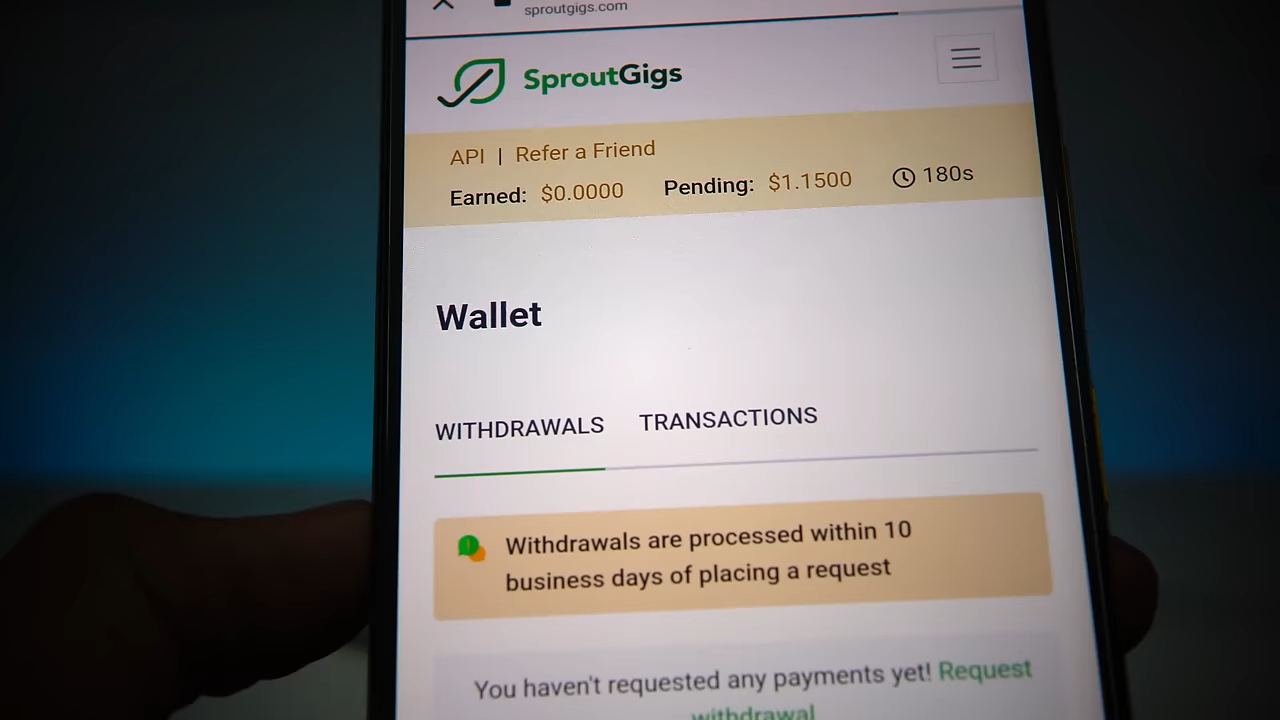 sproutgigs.com
SproutGigs
API | Refer a Friend
Earned: $0.0000 Pending: $1.1500 180s
Wallet
WITHDRAWALS TRANSACTIONS
Withdrawals are processed within 10
business days of placing a request
You haven't requested any payments yet! Request
withdrawal